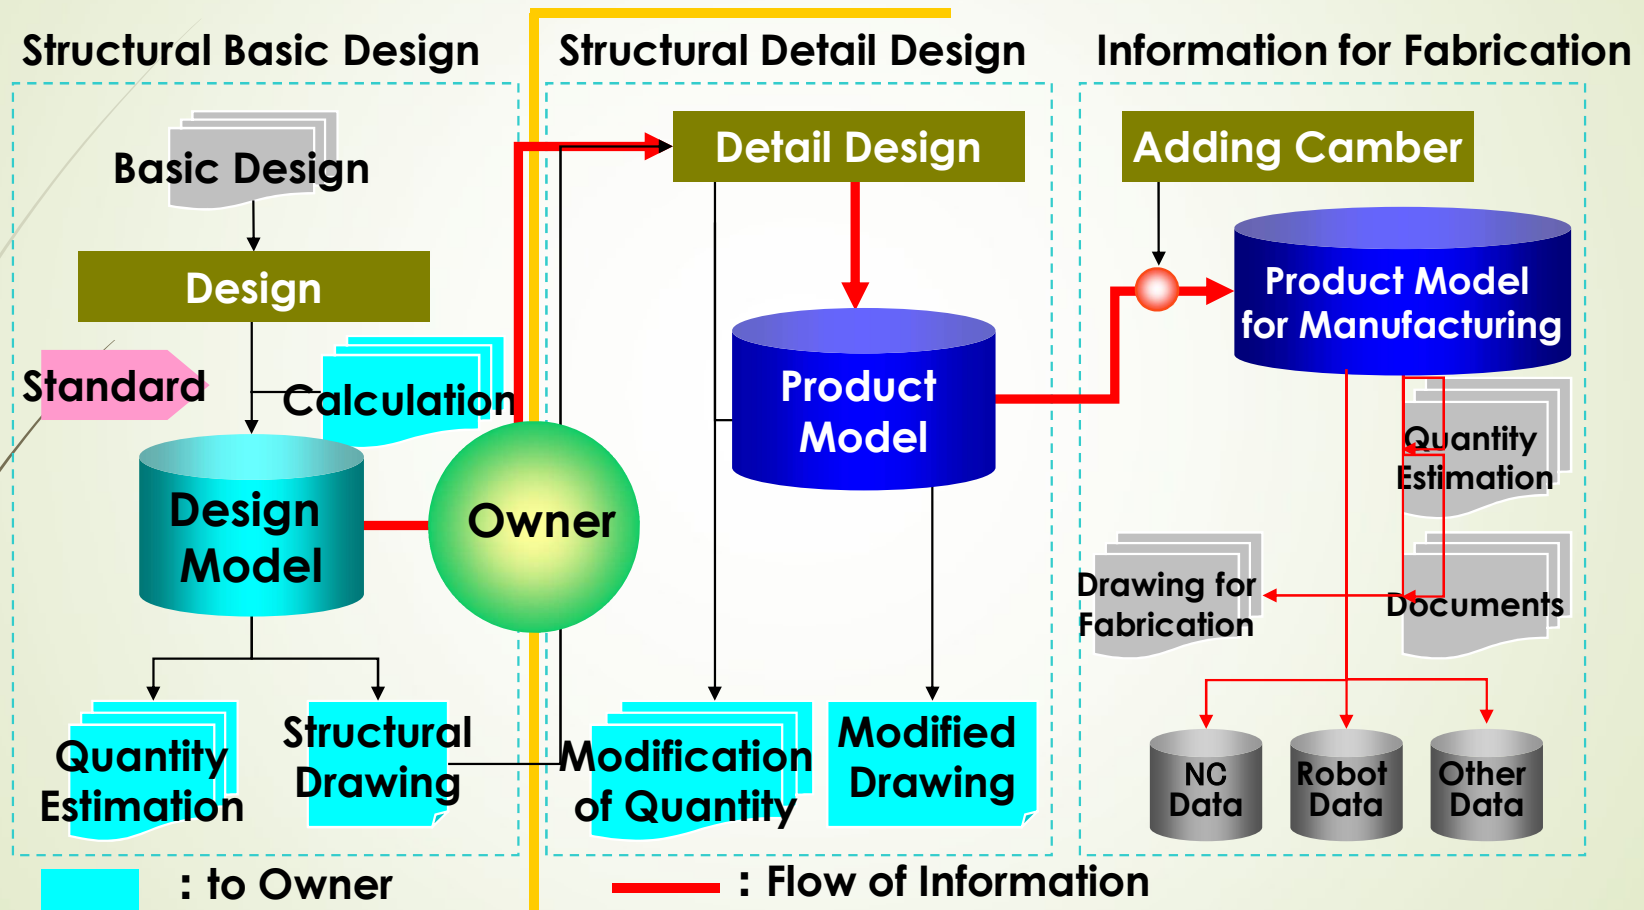 Structural Basic Design
Basic Design
Design
Standard
Calculation
Design
Model
Owner
Quantity
Estimation
Structural
Drawing
Structural Detail Design
Detail Design
Product
Model
Modification
of Quantity
Modified
Drawing
Information for Fabrication
Adding Camber
Product Model
for Manufacturing
Quantity
Estimation
Drawing for
Fabrication
Documents
NC
Data
Robot
Data
Other
Data
: to Owner
: Flow of Information